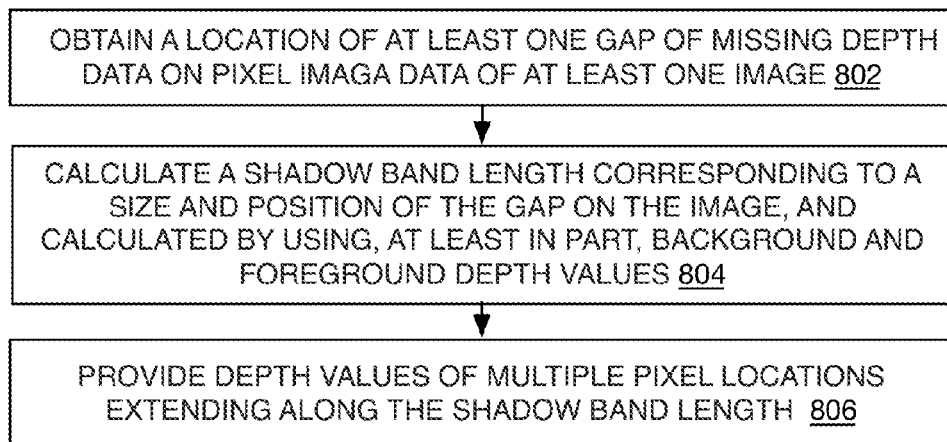 OBTAIN A LOCATION OF AT LEAST ONE GAP OF MISSING DEPTH
DATA ON PIXEL IMAGA DATA OF AT LEAST ONE IMAGE 802
CALCULATE A SHADOW BAND LENGTH CORRESPONDING TO A
SIZE AND POSITION OF THE GAP ON THE IMAGE, AND
CALCULATED BY USING, AT LEAST IN PART, BACKGROUND AND
FOREGROUND DEPTH VALUES 804
PROVIDE DEPTH VALUES OF MULTIPLE PIXEL LOCATIONS
EXTENDING ALONG THE SHADOW BAND LENGTH 806